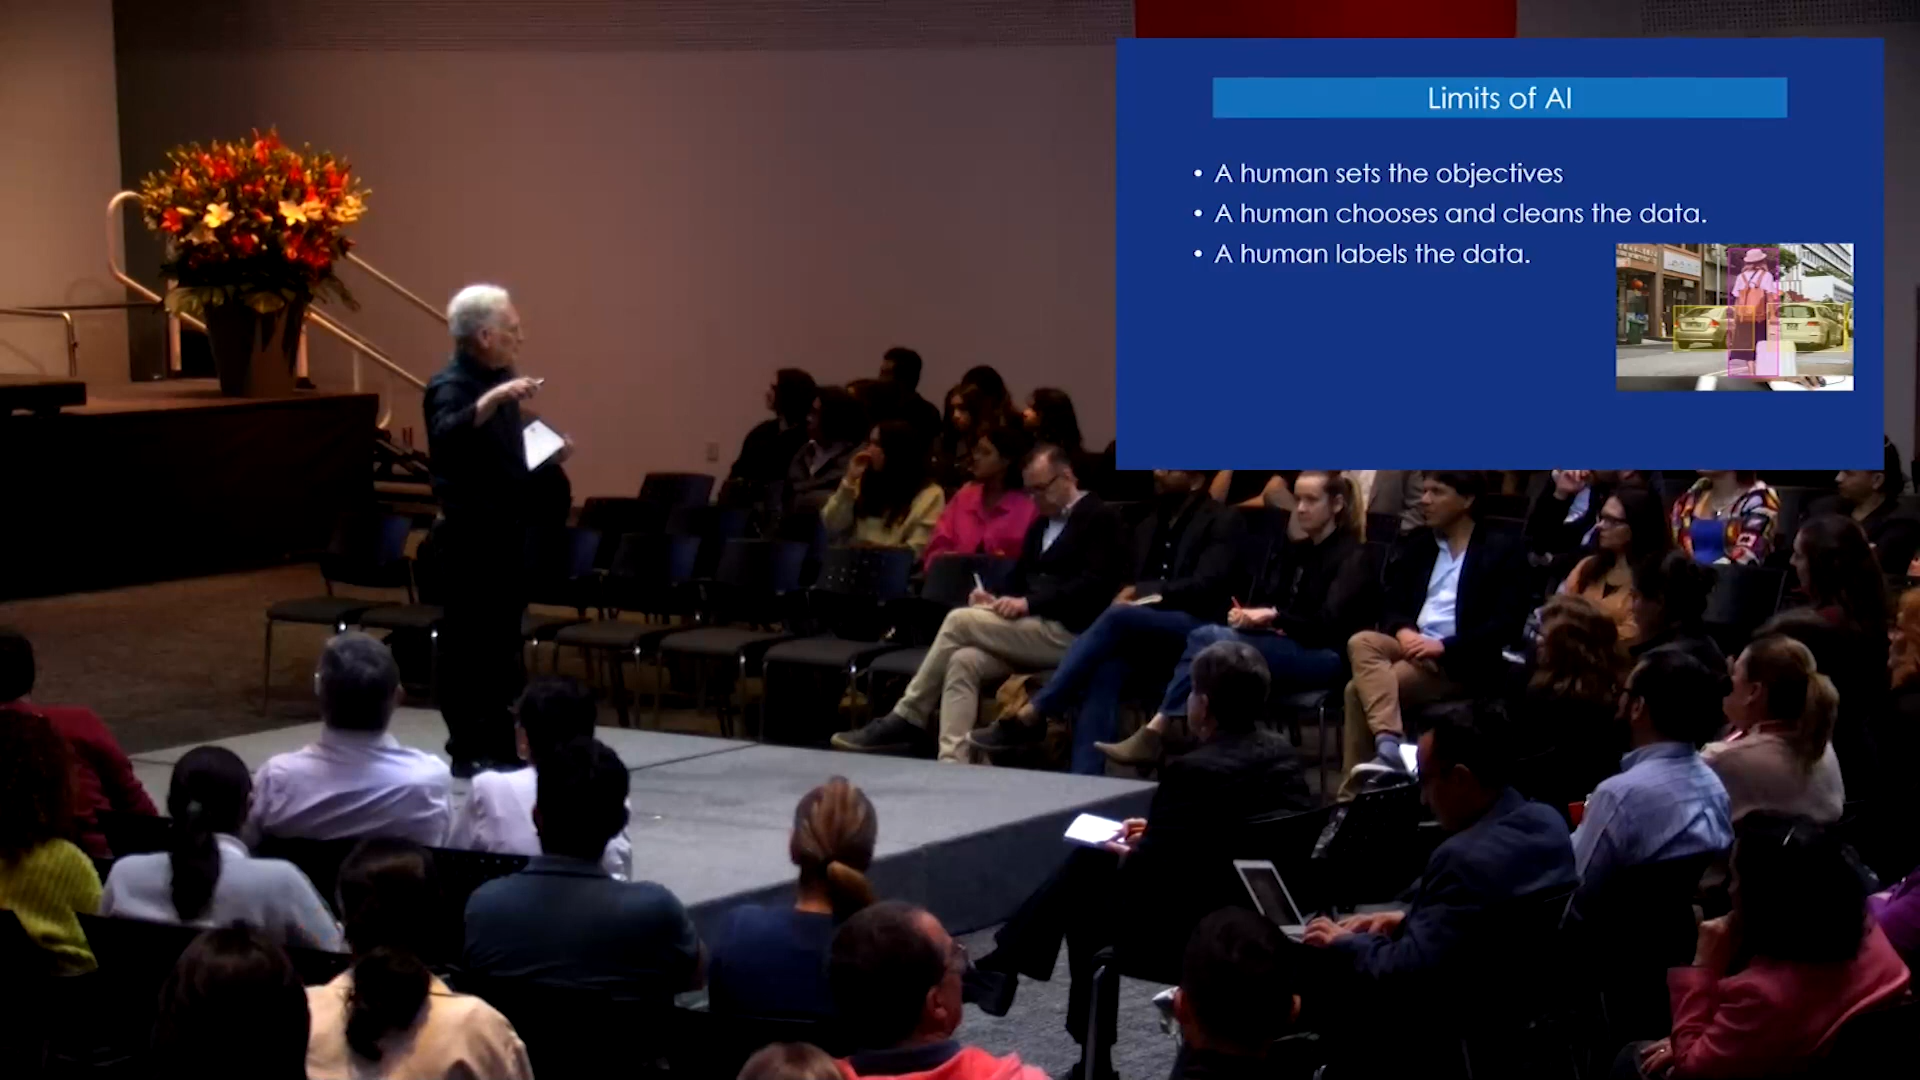 Limits of AI
• A human sets the objectives
• A human chooses and cleans the data.
• A human labels the data.